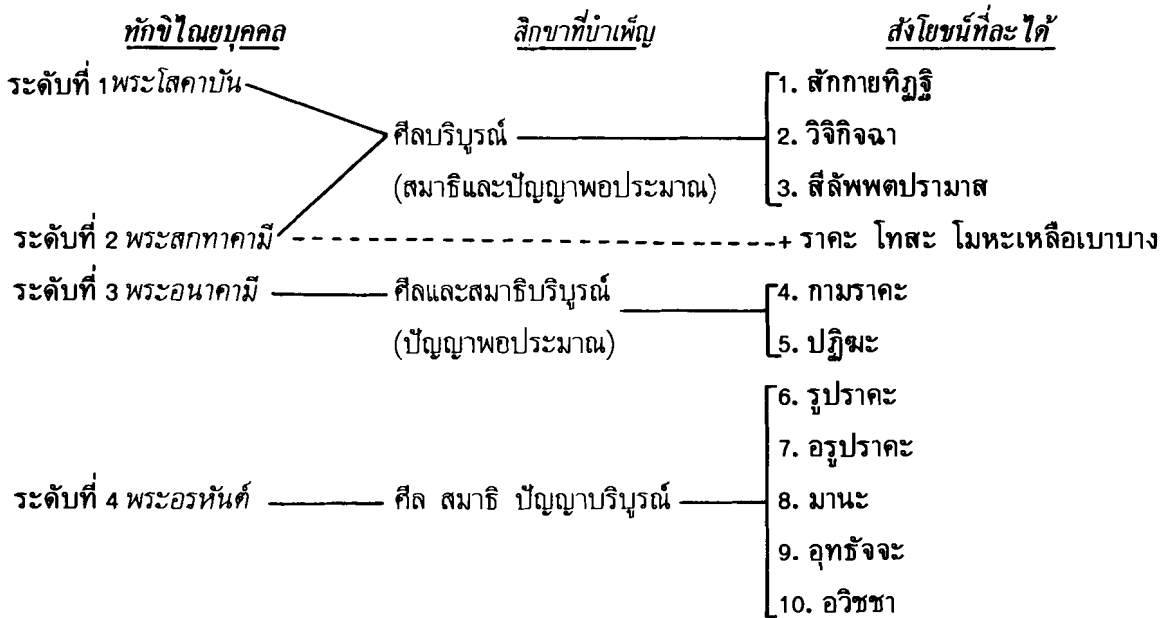 ทักขิไณยบุคคล สิกขาที่บำเพ็ญ สังโยชน์ที่ละได้
ระดับที่ 1 พระโสดาบัน 1. สักกายทิฏฐิ
ศีลบริบูรณ์ 2. วิจิกิจฉา
(สมาธิและปัญญาพอประมาณ) 3. สีลัพพตปรามาส
ระดับที่ 2 พระสกทาคามี + ราคะ โทสะ โมหะเหลือเบาบาง
ระดับที่ 3 พระอนาคามี ศีลและสมาธิบริบูรณ์ 4. กามราคะ
(ปัญญาพอประมาณ) 5. ปฏิฆะ
6. รูปราคะ
7. อรูปราคะ
ระดับที่ 4 พระอรหันต์ ศีล สมาธิ ปัญญาบริบูรณ์ 8. มานะ
9. อุทธัจจะ
10. อวิชชา